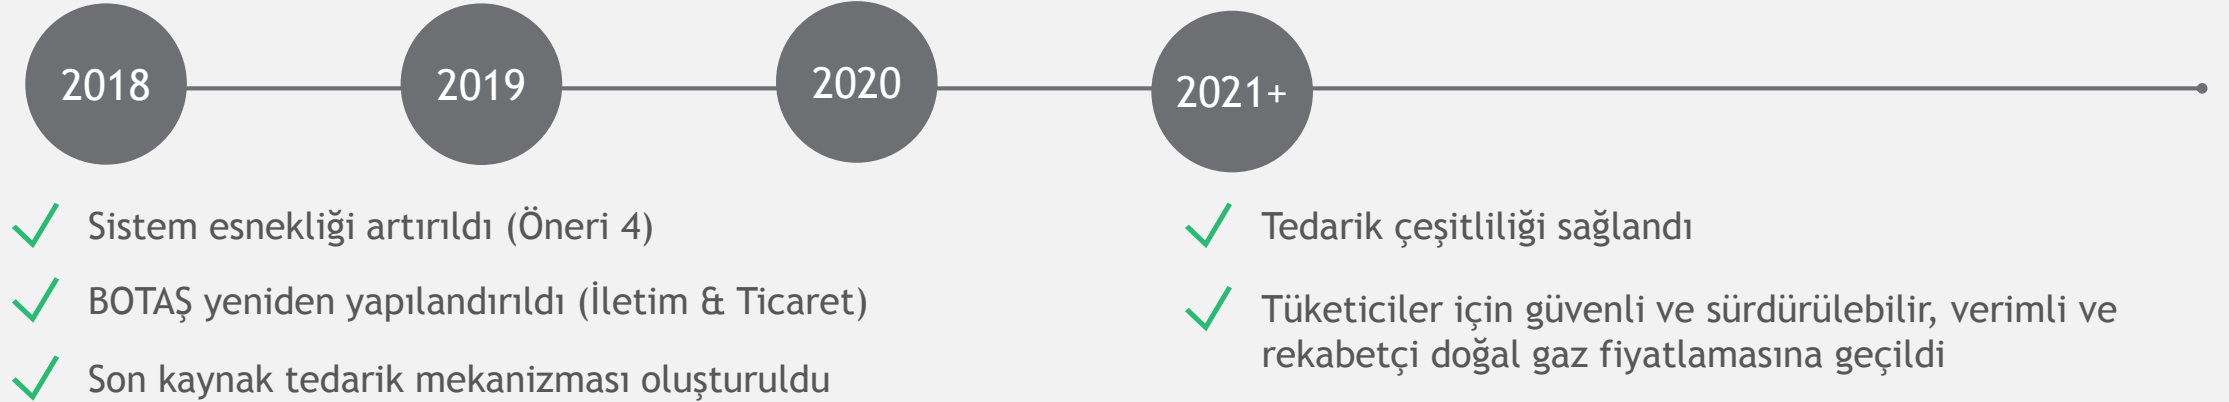 2018
2019
2020
2021+
Sistem esnekliği artırıldı (Öneri 4)
BOTAŞ yeniden yapılandırıldı (İletim & Ticaret)
Son kaynak tedarik mekanizması oluşturuldu
Tedarik çeşitliliği sağlandı
Tüketiciler için güvenli ve sürdürülebilir, verimli ve
rekabetçi doğal gaz fiyatlamasına geçildi